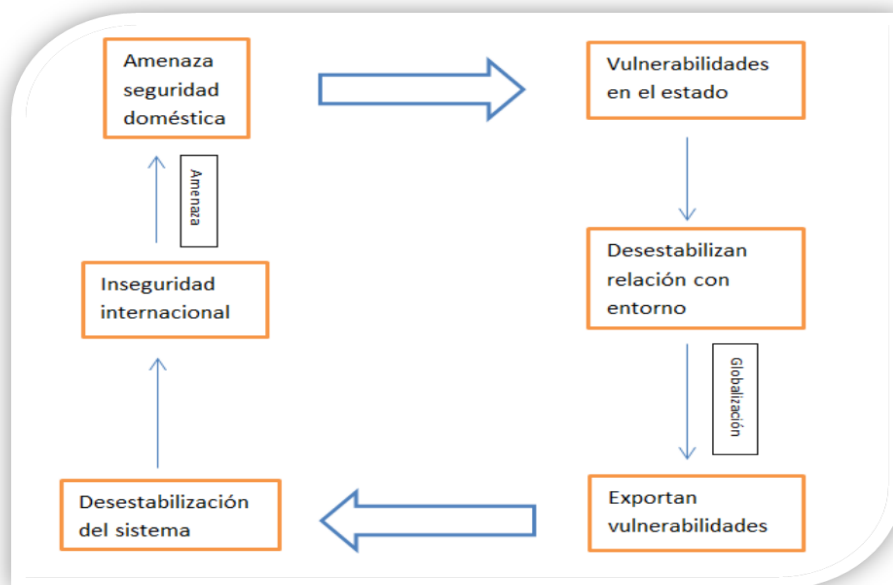 Amenaza
seguridad
doméstica
Vulnerabilidades
en el estado
Amenaza
Desestabilizan
relación con
entorno
Inseguridad
internacional
Globalización
Desestabilización
del sistema
Exportan
vulnerabilidades